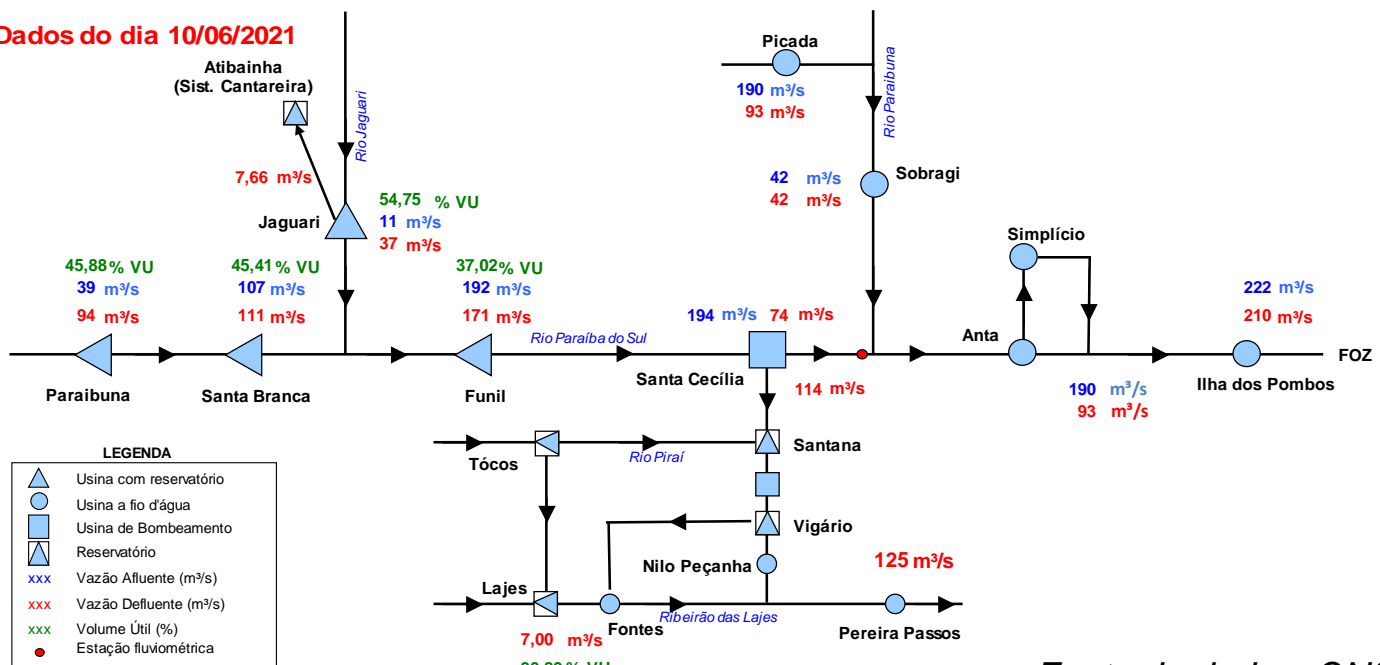 Dados do dia 10/06/2021
Atibainha
(Sist. Cantareira)
Rio Jaguari
7,66 m³/s
Jaguari
54,75 % VU
11 m³/s
37 m³/s
Picada
190 m³/s
93 m³/s
Rio Paraibuna
42 m³/s
42 m³/s
Sobragi
Simplício
45,88 % VU
39 m³/s
94 m³/s
Paraibuna
45,41 % VU
107 m³/s
111 m³/s
Santa Branca
37,02 % VU
192 m³/s
171 m³/s
Funil
Rio Paraíba do Sul
194 m³/s 74 m³/s
Santa Cecília
114 m³/s
Anta
190 m³/s
93 m³/s
222 m³/s
210 m³/s
Ilha dos Pombos
FOZ
Tócos
Rio Piraí
Santana
Vigário
Nilo Peçanha
125 m³/s
Lajes
Fontes
Ribeirão das Lajes
Pereira Passos
7,00 m³/s
LEGENDA
Usina com reservatório
Usina a fio d'água
Usina de Bombeamento
Reservatório
xxx Vazão Afluente (m³/s)
xxx Vazão Defluente (m³/s)
xxx Volume Útil (%)
Estação fluviométrica